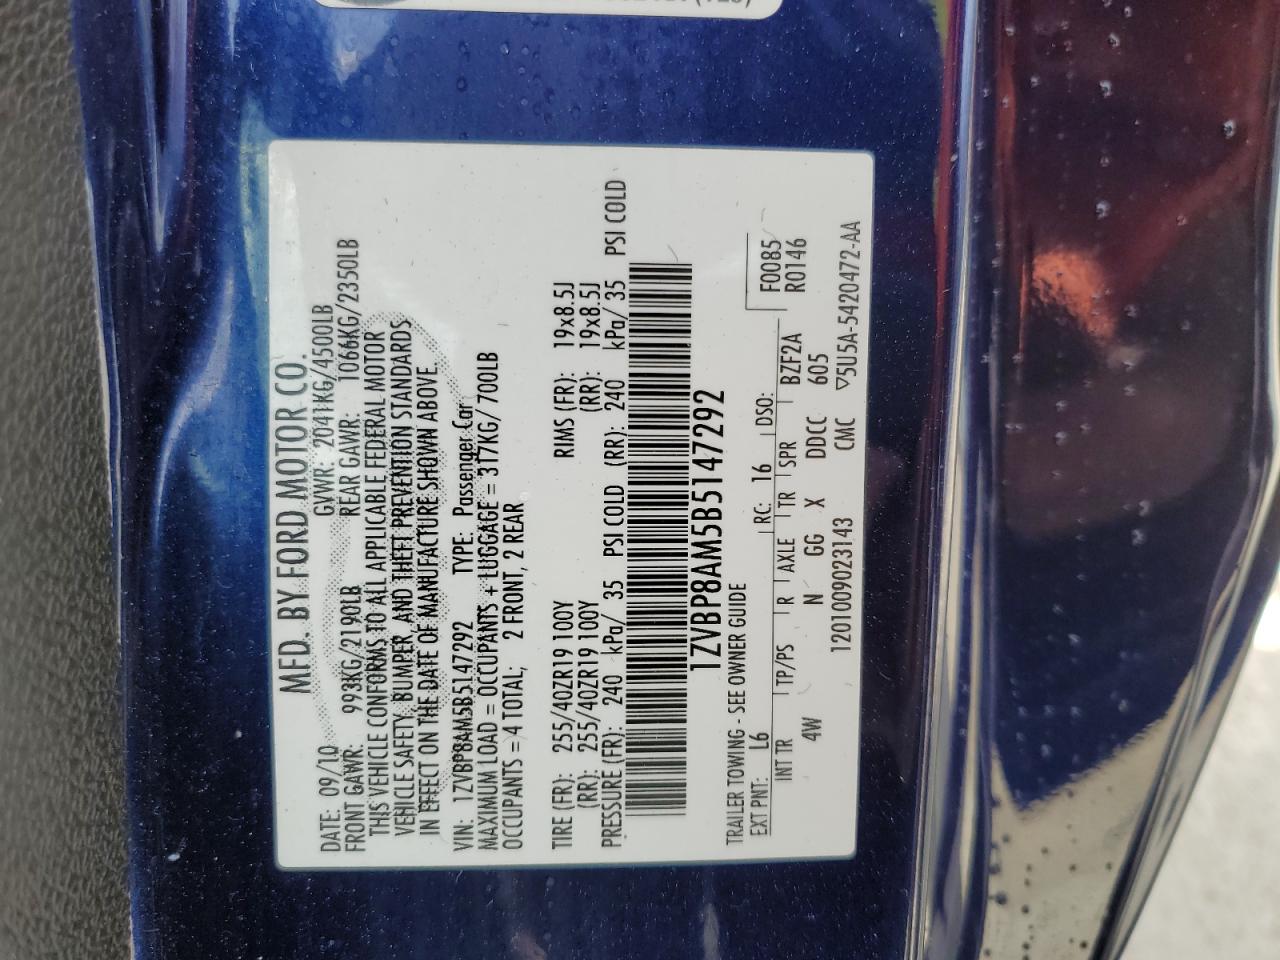 MFD. BY FORD MOTOR CO.
DATE: 09/10 GVWR: 2041KG/4500LB
FRONT GAWR: 993KG/2190LB REAR GAWR: 1066KG/2350LB
THIS VEHICLE CONFORMS TO ALL APPLICABLE FEDERAL MOTOR
VEHICLE SAFETY, BUMPER, AND THEFT PREVENTION STANDARDS
IN EFFECT ON THE DATE OF MANUFACTURE SHOWN ABOVE.
VIN: 1ZVBP8AM5B5147292 TYPE: Passenger Car
MAXIMUM LOAD = OCCUPANTS + LUGGAGE = 317KG/700LB
OCCUPANTS = 4 TOTAL; 2 FRONT, 2 REAR
TIRE (FR): 255/40ZR19 100Y RIMS (FR): 19x8.5J
(RR): 255/40ZR19 100Y (RR): 19x8.5J
PRESSURE (FR): 240 kPa/ 35 PSI COLD (RR): 240 kPa/ 35 PSI COLD
1ZVBP8AM5B5147292
TRAILER TOWING - SEE OWNER GUIDE
F0085
EXT PNT: L6 RC: 16 DSO: R0146
INT TR TP/PS R AXLE TR SPR BZF2A
4W N GG X DDCC 605
1201009023143 CMC ▽5U5A-5420472-AA